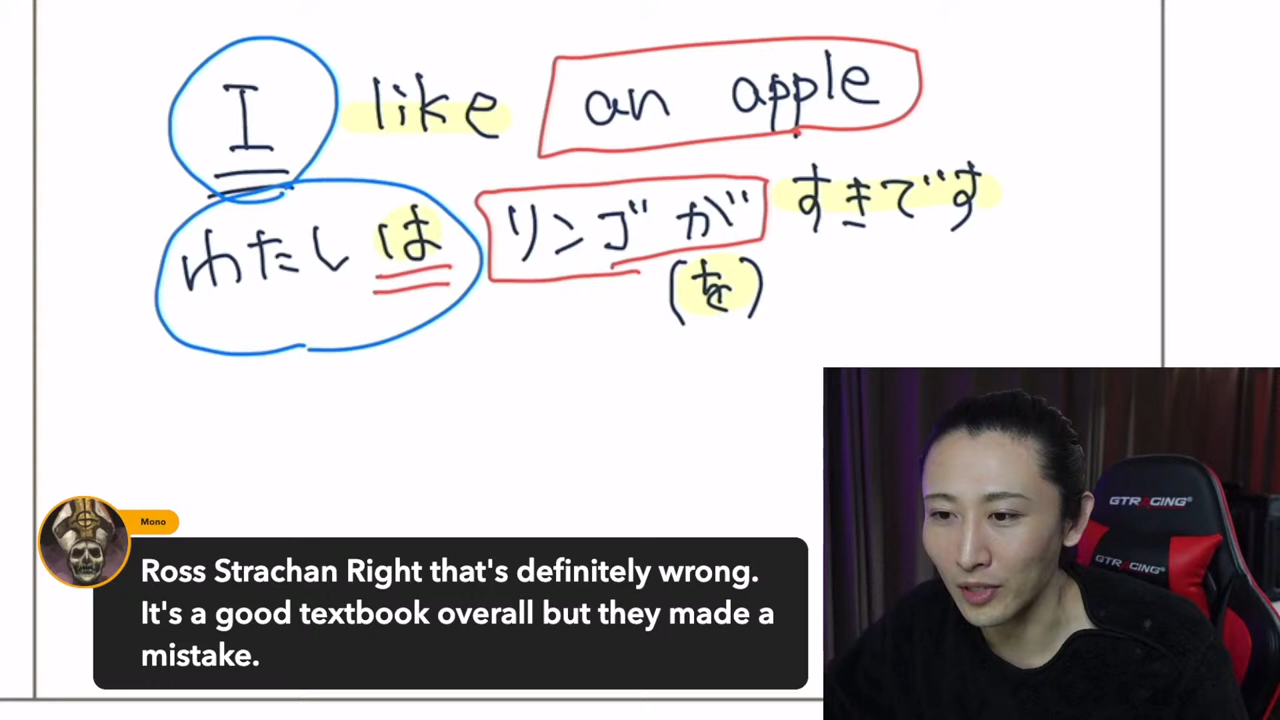 I like an apple
わたしは リンゴが すきです
(を)
Mono
Ross Strachan Right that's definitely wrong.
It's a good textbook overall but they made a
mistake.
GTRACING
GTRACING